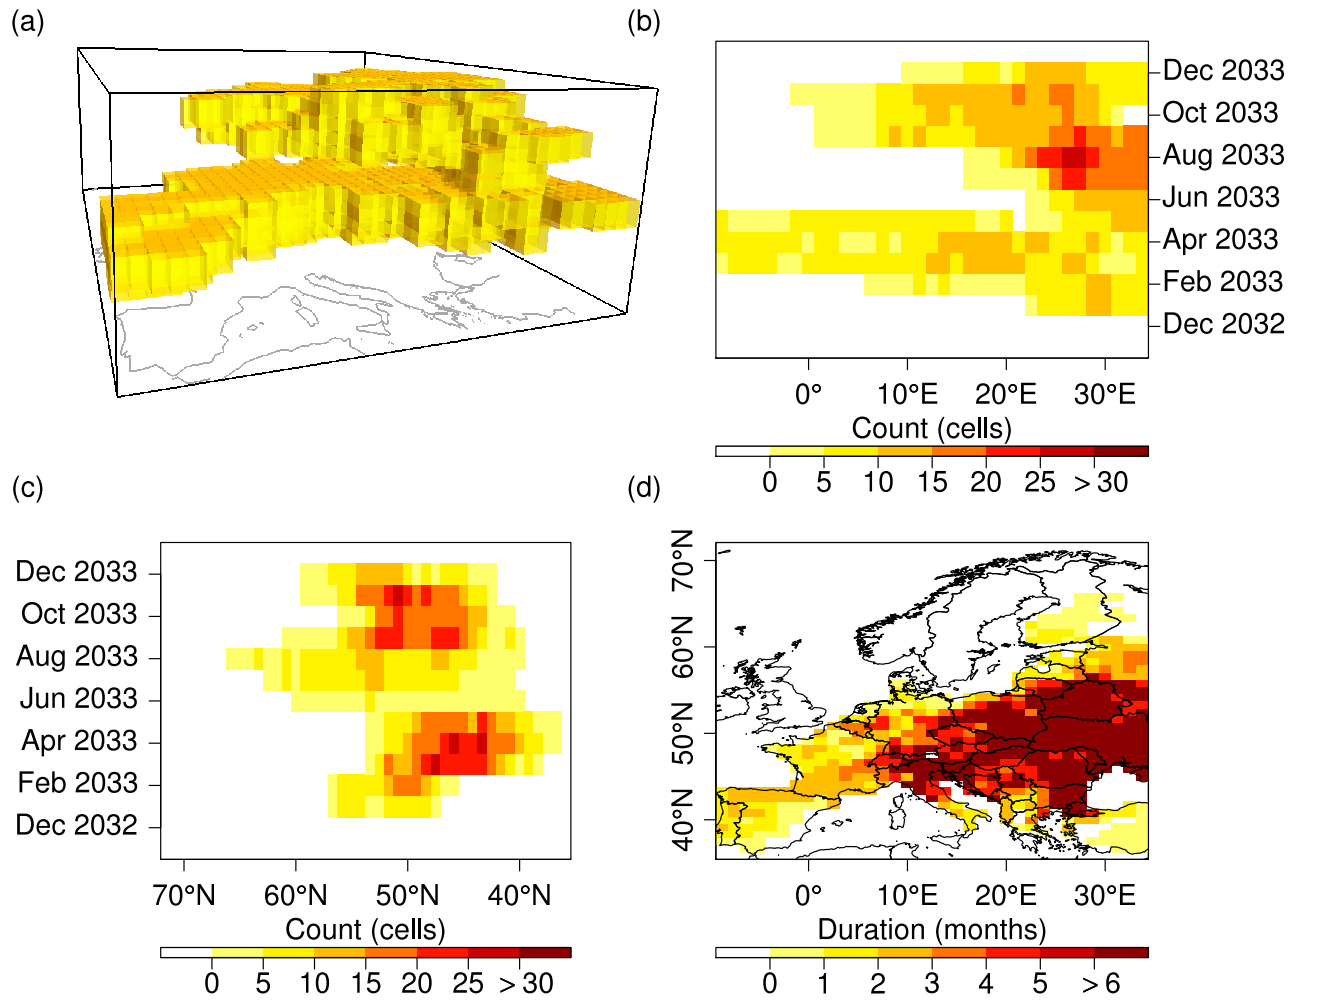 (a)
(b)
Dec 2033
Oct 2033
Aug 2033
Jun 2033
Apr 2033
Feb 2033
Dec 2032
0° 10°E 20°E 30°E
Count (cells)
0 5 10 15 20 25 >30
(c)
Dec 2033
Oct 2033
Aug 2033
Jun 2033
Apr 2033
Feb 2033
Dec 2032
70°N 60°N 50°N 40°N
Count (cells)
0 5 10 15 20 25 >30
(d)
70°N
60°N
50°N
40°N
0° 10°E 20°E 30°E
Duration (months)
0 1 2 3 4 5 >6